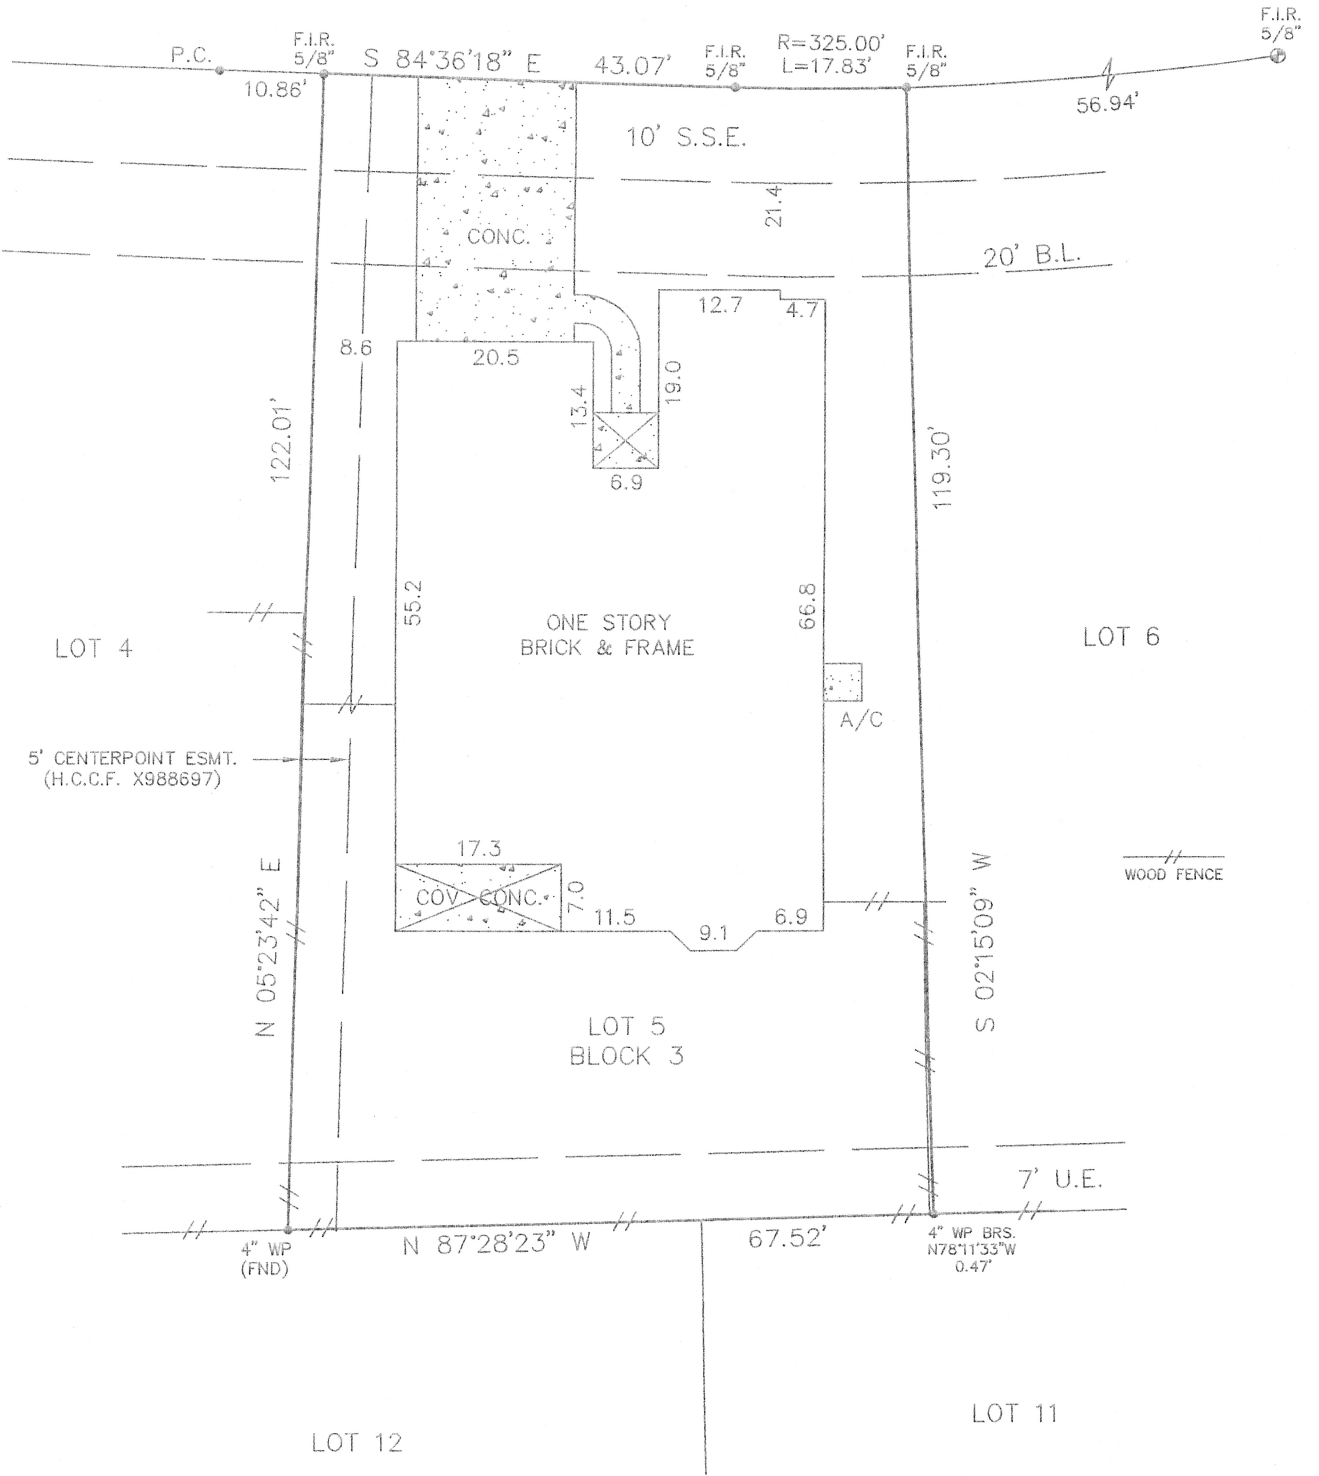 F.I.R.
5/8"
P.C.
F.I.R.
5/8"
S 84°36'18" E
43.07'
F.I.R.
5/8"
R=325.00'
L=17.83'
F.I.R.
5/8"
10.86'
56.94'
10' S.S.E.
21.4
CONC.
20' B.L.
12.7
4.7
8.6
20.5
13.4
19.0
6.9
122.01'
119.30'
55.2
66.8
ONE STORY
BRICK & FRAME
LOT 4
LOT 6
A/C
5' CENTERPOINT ESMT.
(H.C.C.F. X988697)
17.3
COV CONC.
7.0
11.5
9.1
6.9
WOOD FENCE
N 05°23'42" E
S 02°15'09" W
LOT 5
BLOCK 3
7' U.E.
4" WP
(FND)
N 87°28'23" W
67.52'
4" WP BRS.
N78°11'33"W
0.47'
LOT 12
LOT 11